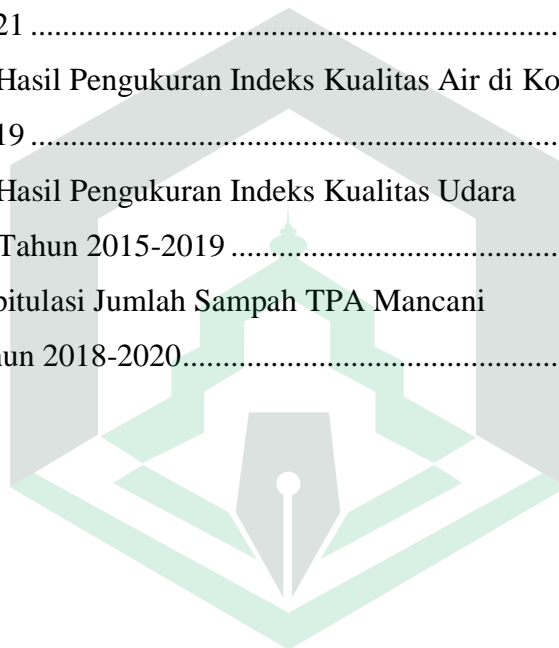 21 ................................................................
Hasil Pengukuran Indeks Kualitas Air di Ko
19 ................................................................
Hasil Pengukuran Indeks Kualitas Udara
Tahun 2015-2019 ........................................
pitulasi Jumlah Sampah TPA Mancani
un 2018-2020..............................................